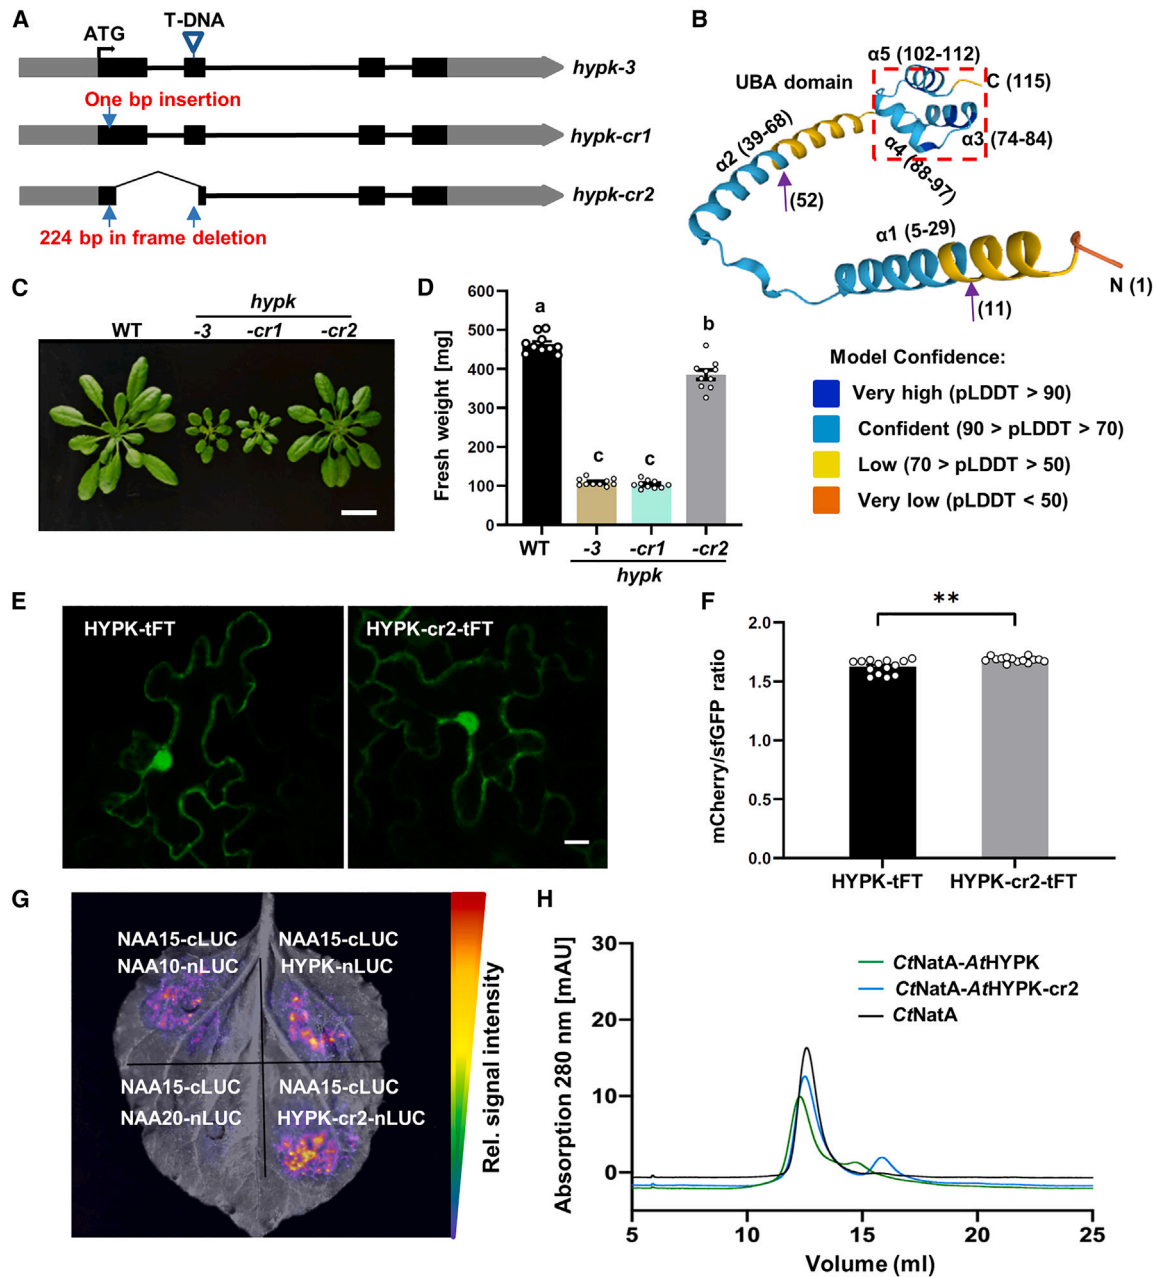 A
ATG
T-DNA
hypk-3
One bp insertion
hypk-cr1
hypk-cr2
224 bp in frame deletion
B
α5 (102-112)
UBA domain
C (115)
α3 (74-84)
α4 (88-97)
α2 (39-68)
(52)
α1 (5-29)
N (1)
(11)
Model Confidence:
Very high (pLDDT > 90)
Confident (90 > pLDDT > 70)
Low (70 > pLDDT > 50)
Very low (pLDDT < 50)
C
hypk
WT -3 -cr1 -cr2
D
Fresh weight [mg]
600
500
400
300
200
100
0
a
c
c
b
WT -3 -cr1 -cr2
hypk
E
HYPK-tFT
HYPK-cr2-tFT
F
**
mCherry/sfGFP ratio
2.0
1.5
1.0
0.5
0.0
HYPK-tFT HYPK-cr2-tFT
G
NAA15-cLUC
NAA10-nLUC
NAA15-cLUC
HYPK-nLUC
NAA15-cLUC
NAA20-nLUC
NAA15-cLUC
HYPK-cr2-nLUC
Rel. signal intensity
H
Absorption 280 nm [mAU]
30
20
10
0
CtNatA-AtHYPK
CtNatA-AtHYPK-cr2
CtNatA
5 10 15 20 25
Volume (ml)